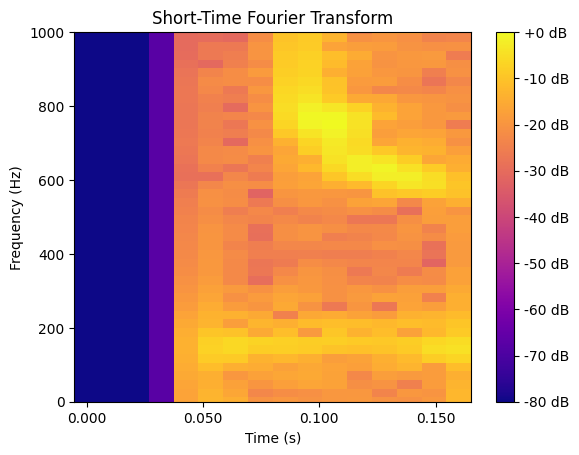 Short-Time Fourier Transform
1000
800
600
400
200
0
Frequency (Hz)
0.000
0.050
0.100
0.150
Time (s)
+0 dB
-10 dB
-20 dB
-30 dB
-40 dB
-50 dB
-60 dB
-70 dB
-80 dB